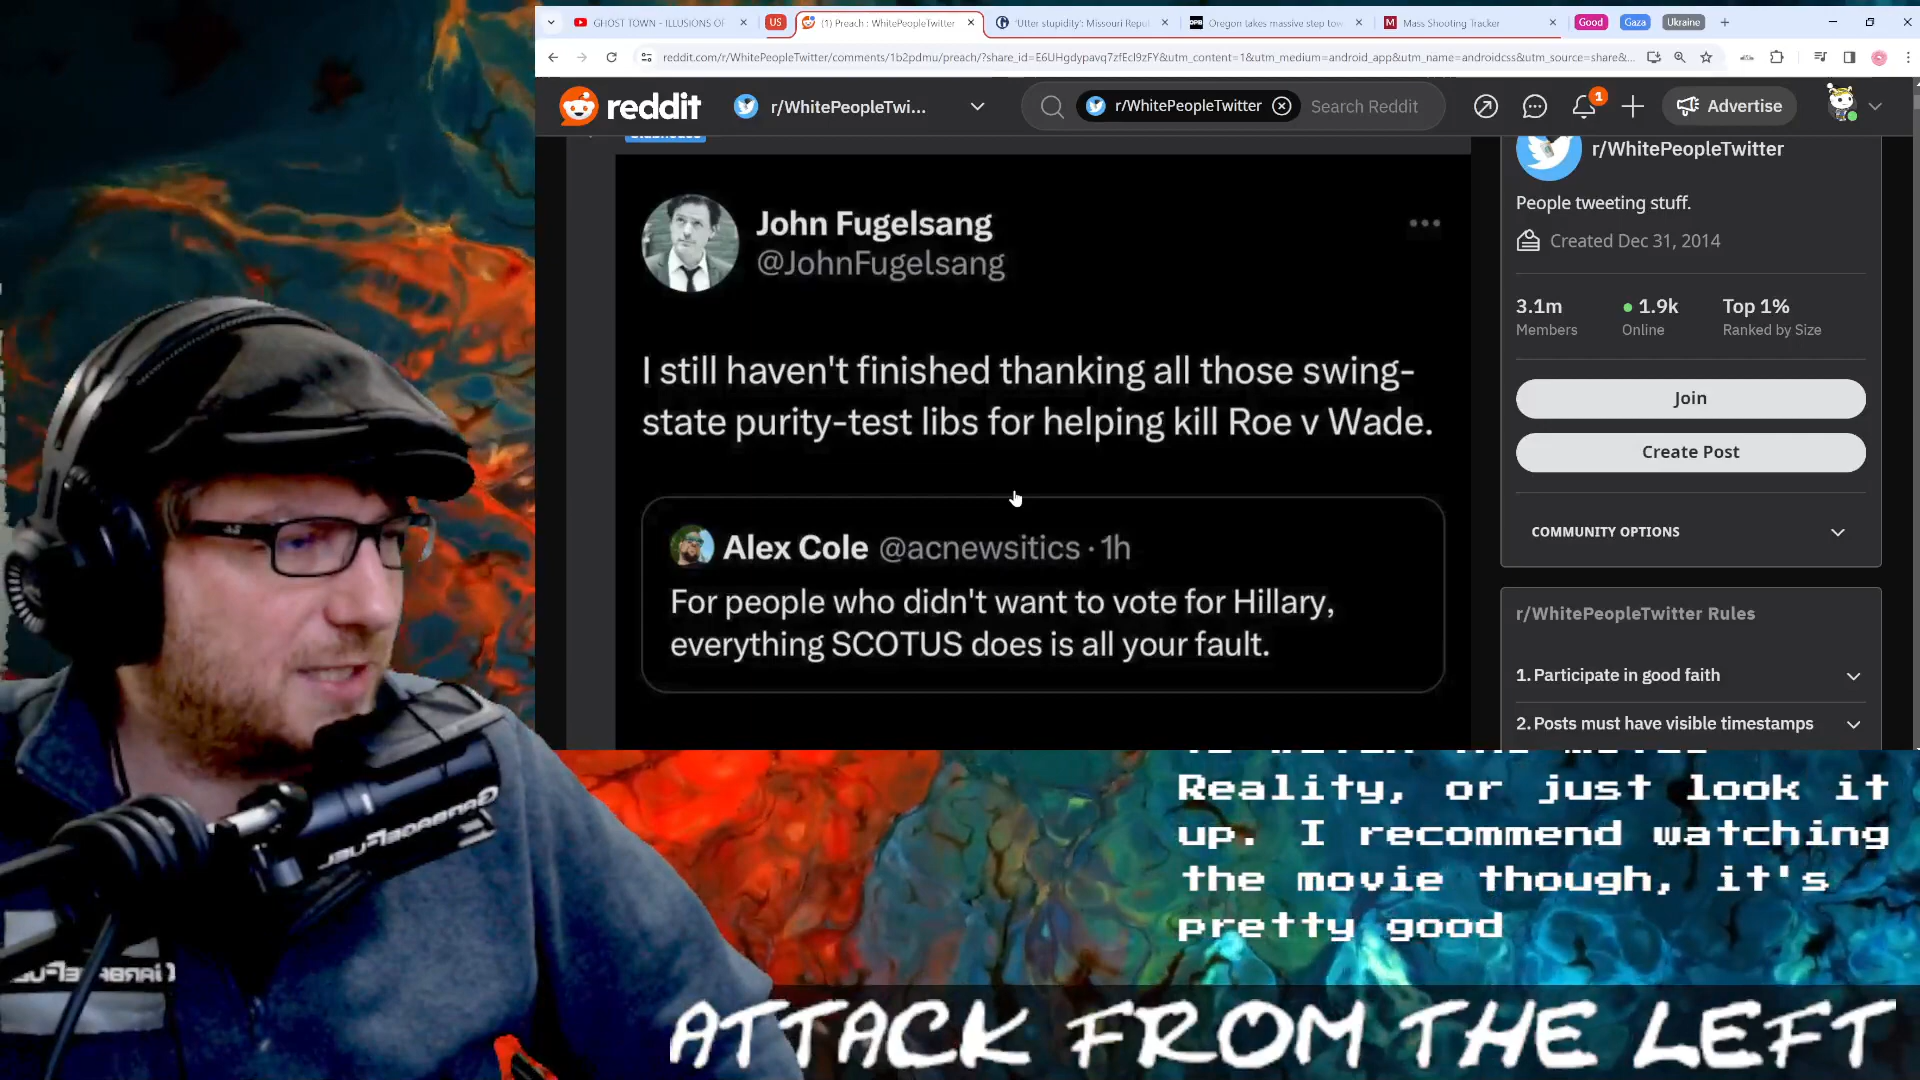 GHOST TOWN - ILLUSIONS OF
US
(1) Preach : WhitePeopleTwitter
'Utter stupidity': Missouri Repul
Oregon takes massive step tow
Mass Shooting Tracker
Good
Gaza
Ukraine
reddit.com/r/WhitePeopleTwitter/comments/1b2pdmu/preach/?share_id=E6UHgdypavq7zfEcl9zFY&utm_content=1&utm_medium=android_app&utm_name=androidcss&utm_source=share&...
reddit
r/WhitePeopleTwi...
r/WhitePeopleTwitter
Search Reddit
1
Advertise
John Fugelsang
@JohnFugelsang
I still haven't finished thanking all those swing-
state purity-test libs for helping kill Roe v Wade.
Alex Cole @acnewsitics · 1h
For people who didn't want to vote for Hillary,
everything SCOTUS does is all your fault.
r/WhitePeopleTwitter
People tweeting stuff.
Created Dec 31, 2014
3.1m
1.9k
Top 1%
Members
Online
Ranked by Size
Join
Create Post
COMMUNITY OPTIONS
r/WhitePeopleTwitter Rules
1. Participate in good faith
2. Posts must have visible timestamps
Reality, or just look it
up. I recommend watching
the movie though, it's
pretty good
ATTACK FROM THE LEFT